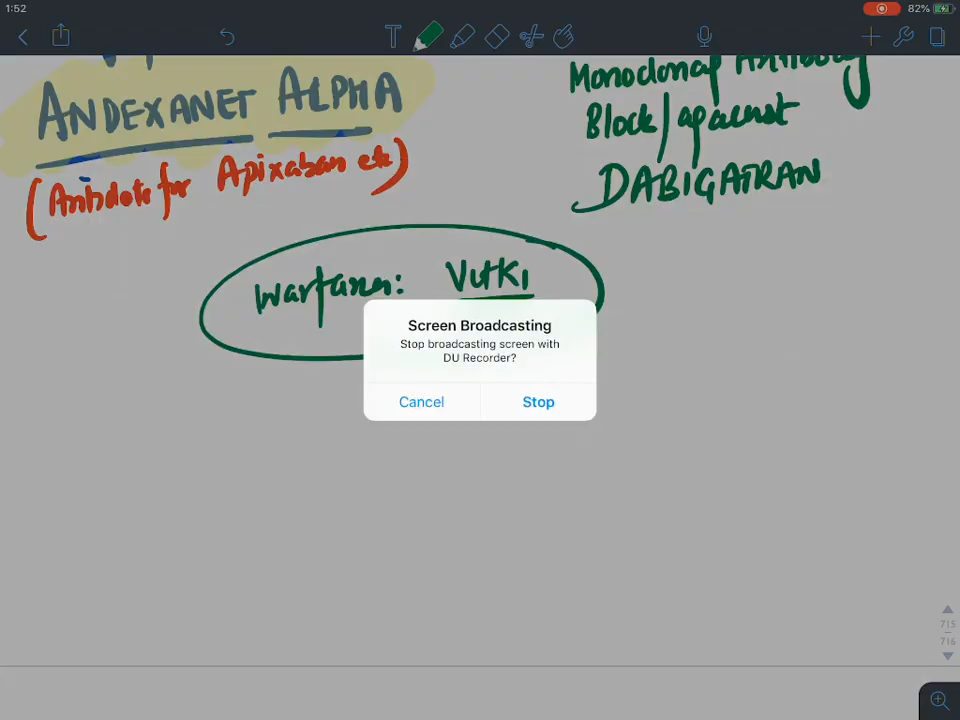 1:52
82%
T
Monoclonal Antibody
ANDEXANET ALPHA
Block/against
(Antidote for Apixaban etc)
DABIGATRAN
Warfarin: VitK1
Screen Broadcasting
Stop broadcasting screen with
DU Recorder?
Cancel Stop
715
716